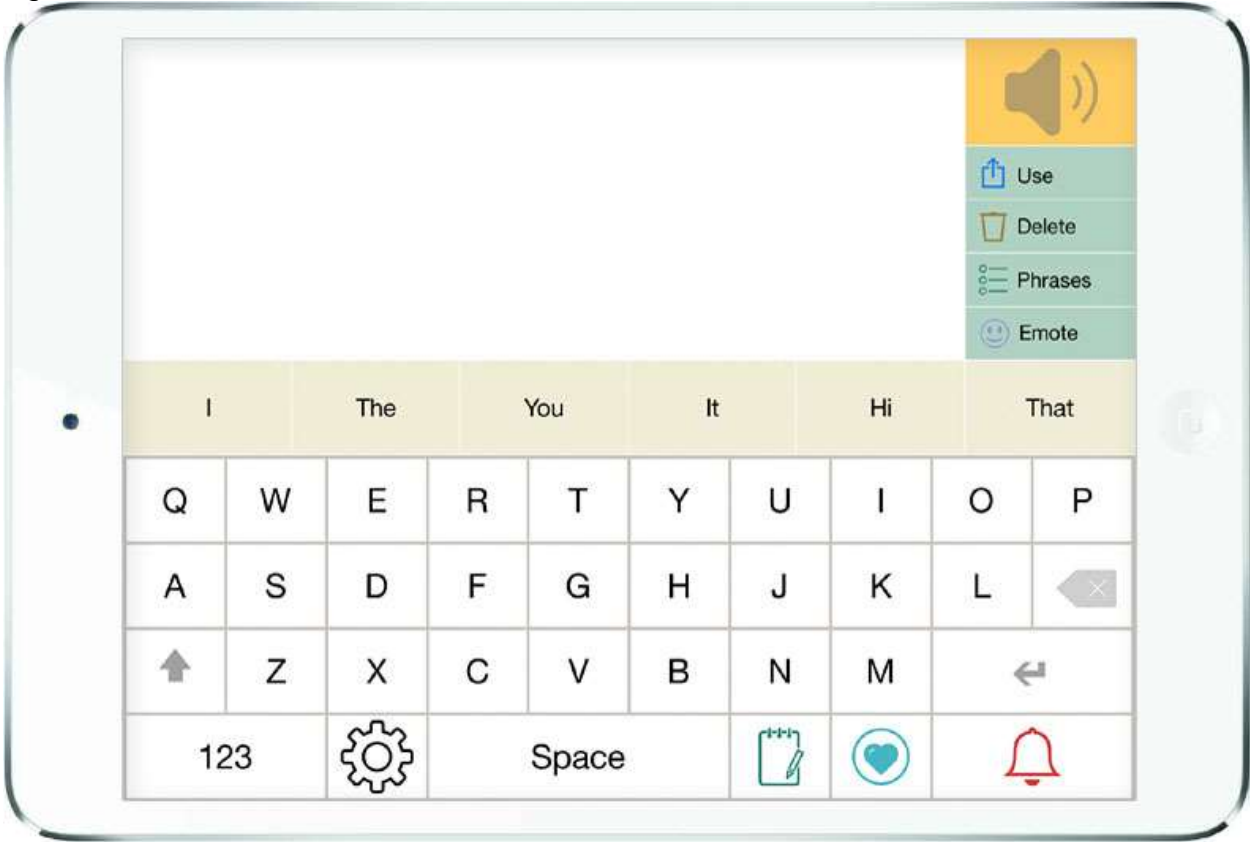 Use
Delete
Phrases
Emote
I The You It Hi That
Q W E R T Y U I O P
A S D F G H J K L
Z X C V B N M
123 Space